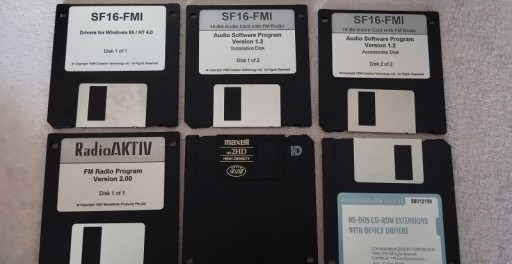 SF16-FMI
Drivers for Windows 95 / NT 4.0
Disk 1 of 1
SF16-FMI
16-Bit Audio Card with FM Radio
Audio Software Program
Version 1.2
Installation Disk
Disk 1 of 2
SF16-FMI
16-Bit Audio Card with FM Radio
Audio Software Program
Version 1.2
Accessories Disk
Disk 2 of 2
RadioAKTIV
FM Radio Program
Version 2.00
Disk 1 of 1
maxell
2HD
HIGH DENSITY
HD
MS-DOS CD-ROM EXTENSIONS
WITH DEVICE DRIVERS